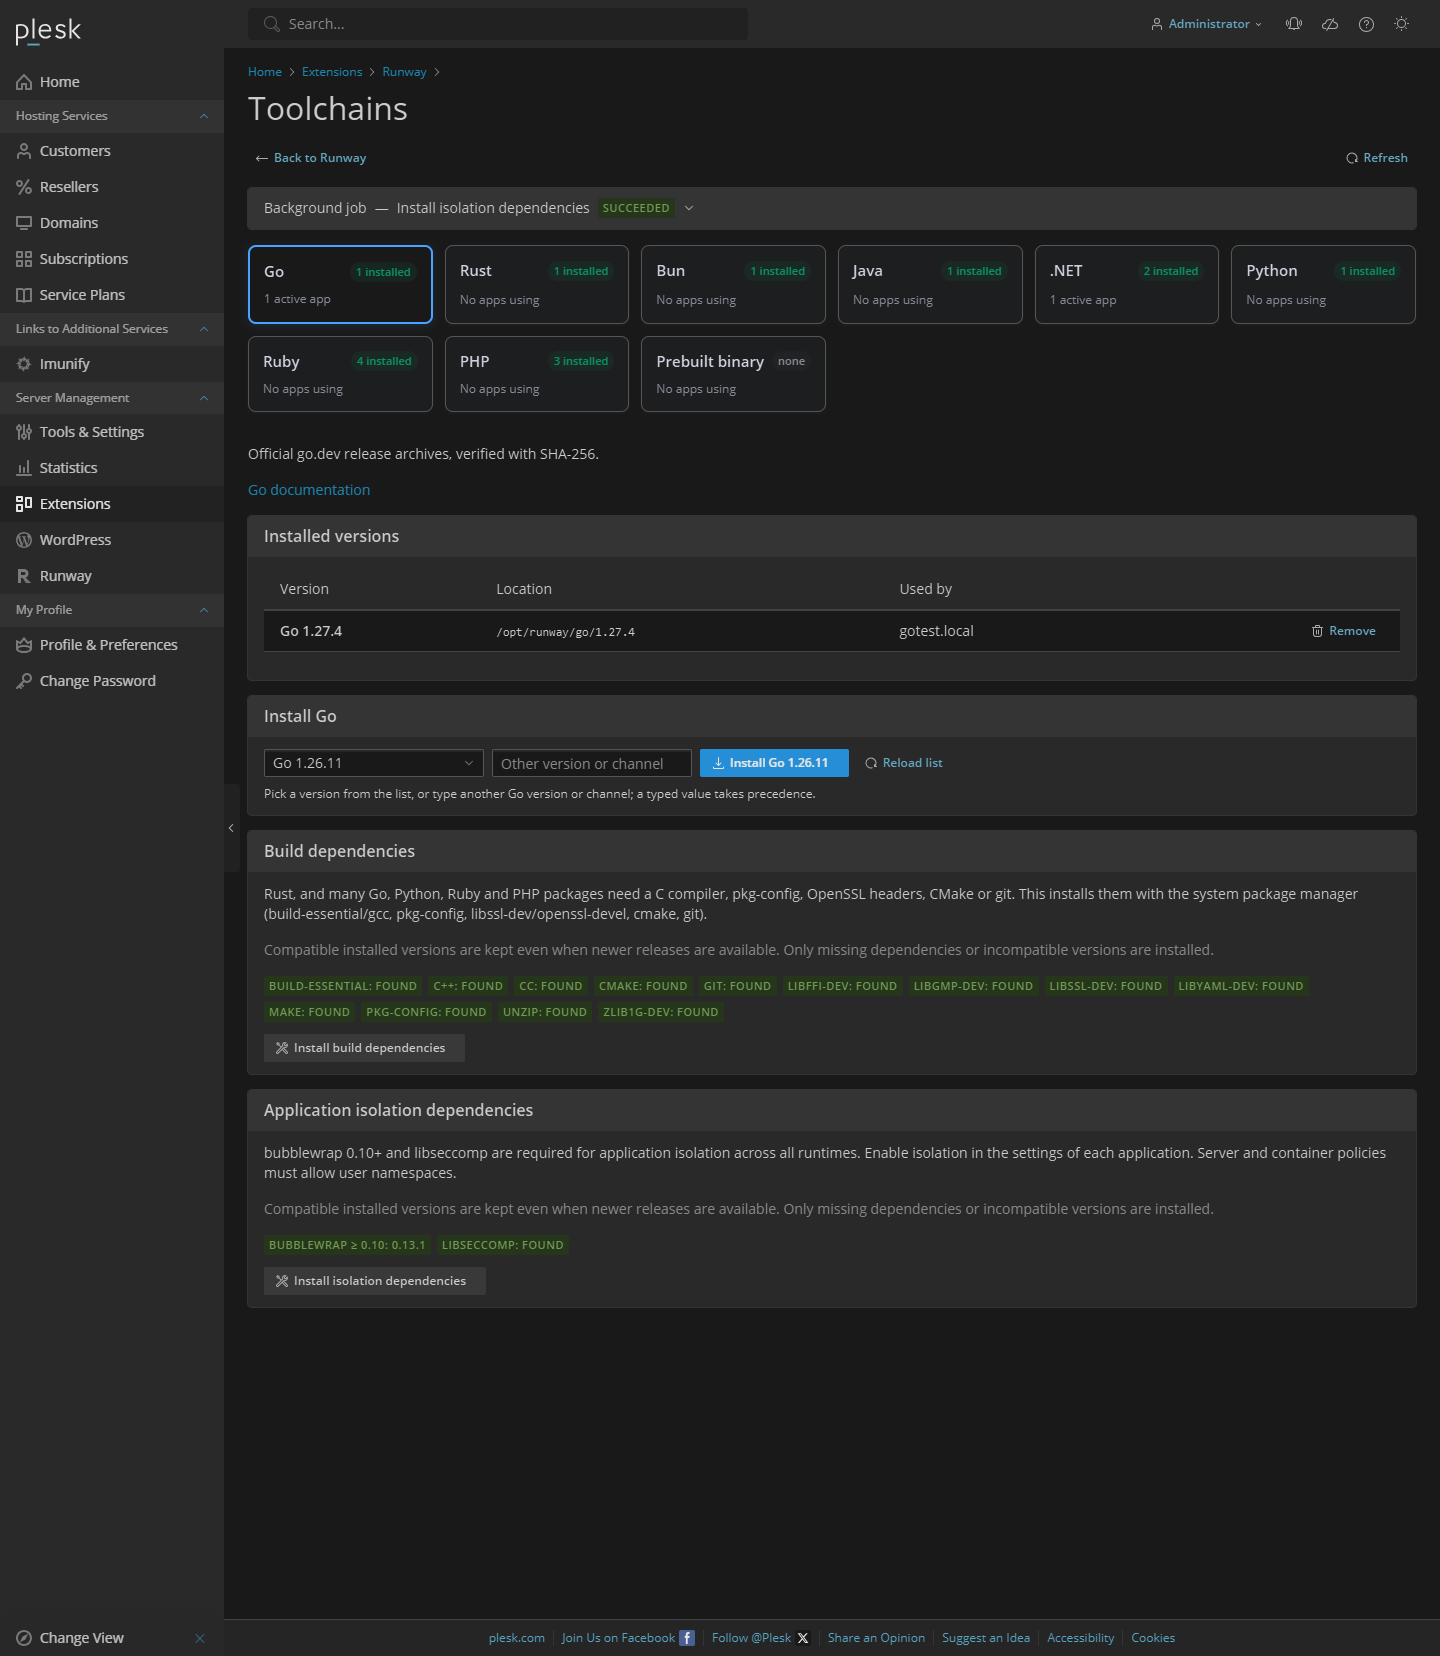 plesk
Search...
Administrator
Home
Hosting Services
Customers
Resellers
Domains
Subscriptions
Service Plans
Links to Additional Services
Imunify
Server Management
Tools & Settings
Statistics
Extensions
WordPress
Runway
My Profile
Profile & Preferences
Change Password
Change View
Home > Extensions > Runway >
Toolchains
Back to Runway
Refresh
Background job — Install isolation dependencies SUCCEEDED
Go 1 installed
1 active app
Rust 1 installed
No apps using
Bun 1 installed
No apps using
Java 1 installed
No apps using
.NET 2 installed
1 active app
Python 1 installed
No apps using
Ruby 4 installed
No apps using
PHP 3 installed
No apps using
Prebuilt binary none
No apps using
Official go.dev release archives, verified with SHA-256.
Go documentation
Installed versions
Version Location Used by
Go 1.27.4 /opt/runway/go/1.27.4 gotest.local Remove
Install Go
Go 1.26.11 Other version or channel Install Go 1.26.11 Reload list
Pick a version from the list, or type another Go version or channel; a typed value takes precedence.
Build dependencies
Rust, and many Go, Python, Ruby and PHP packages need a C compiler, pkg-config, OpenSSL headers, CMake or git. This installs them with the system package manager
(build-essential/gcc, pkg-config, libssl-dev/openssl-devel, cmake, git).
Compatible installed versions are kept even when newer releases are available. Only missing dependencies or incompatible versions are installed.
BUILD-ESSENTIAL: FOUND C++: FOUND CC: FOUND CMAKE: FOUND GIT: FOUND LIBFFI-DEV: FOUND LIBGMP-DEV: FOUND LIBSSL-DEV: FOUND LIBYAML-DEV: FOUND
MAKE: FOUND PKG-CONFIG: FOUND UNZIP: FOUND ZLIB1G-DEV: FOUND
Install build dependencies
Application isolation dependencies
bubblewrap 0.10+ and libseccomp are required for application isolation across all runtimes. Enable isolation in the settings of each application. Server and container policies
must allow user namespaces.
Compatible installed versions are kept even when newer releases are available. Only missing dependencies or incompatible versions are installed.
BUBBLEWRAP ≥ 0.10: 0.13.1 LIBSECCOMP: FOUND
Install isolation dependencies
plesk.com Join Us on Facebook Follow @Plesk Share an Opinion Suggest an Idea Accessibility Cookies